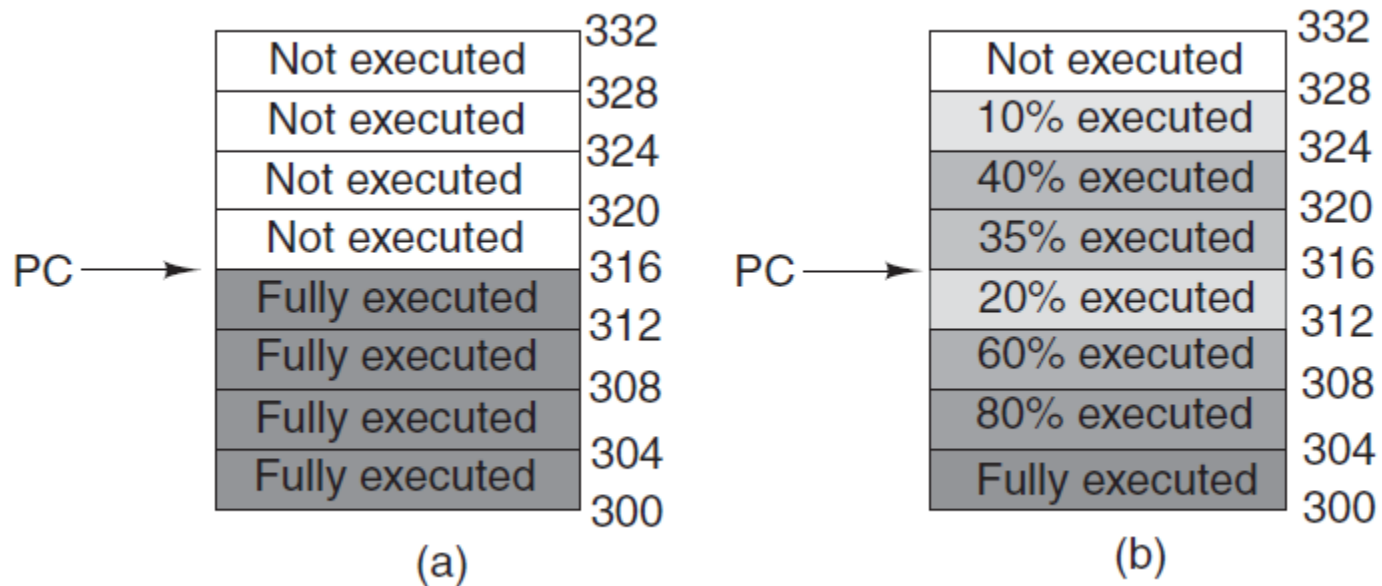 332
Not executed
328
Not executed
324
Not executed
320
Not executed
PC
316
Fully executed
312
Fully executed
308
Fully executed
304
Fully executed
300
(a)
332
Not executed
328
10% executed
324
40% executed
320
35% executed
PC
316
20% executed
312
60% executed
308
80% executed
304
Fully executed
300
(b)